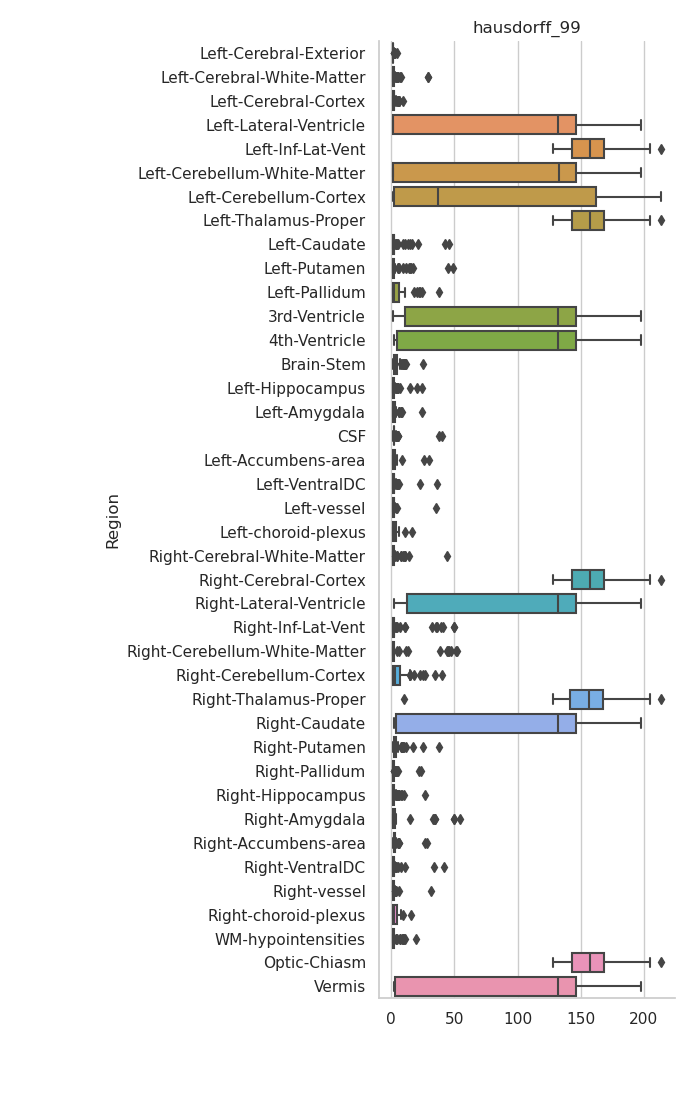 hausdorff_99
Left-Cerebral-Exterior
Left-Cerebral-White-Matter
Left-Cerebral-Cortex
Left-Lateral-Ventricle
Left-Inf-Lat-Vent
Left-Cerebellum-White-Matter
Left-Cerebellum-Cortex
Left-Thalamus-Proper
Left-Caudate
Left-Putamen
Left-Pallidum
3rd-Ventricle
4th-Ventricle
Brain-Stem
Left-Hippocampus
Left-Amygdala
CSF
Left-Accumbens-area
Left-VentralDC
Left-vessel
Left-choroid-plexus
Right-Cerebral-White-Matter
Right-Cerebral-Cortex
Right-Lateral-Ventricle
Right-Inf-Lat-Vent
Right-Cerebellum-White-Matter
Right-Cerebellum-Cortex
Right-Thalamus-Proper
Right-Caudate
Right-Putamen
Right-Pallidum
Right-Hippocampus
Right-Amygdala
Right-Accumbens-area
Right-VentralDC
Right-vessel
Right-choroid-plexus
WM-hypointensities
Optic-Chiasm
Vermis
Region
0 50 100 150 200